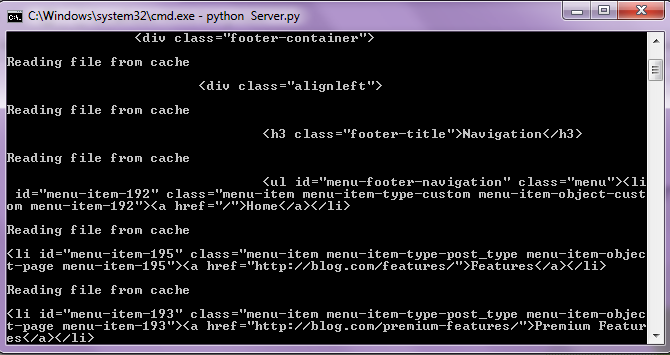 C:\Windows\system32\cmd.exe - python  Server.py
<div class="footer-container">
Reading file from cache
<div class="alignleft">
Reading file from cache
<h3 class="footer-title">Navigation</h3>
Reading file from cache
<ul id="menu-footer-navigation" class="menu"><li
 id="menu-item-192" class="menu-item menu-item-type-custom menu-item-object-cust
om menu-item-192"><a href="/">Home</a></li>
Reading file from cache
<li id="menu-item-195" class="menu-item menu-item-type-post_type menu-item-objec
t-page menu-item-195"><a href="http://blog.com/features/">Features</a></li>
Reading file from cache
<li id="menu-item-193" class="menu-item menu-item-type-post_type menu-item-objec
t-page menu-item-193"><a href="http://blog.com/premium-features/">Premium Featur
es</a></li>